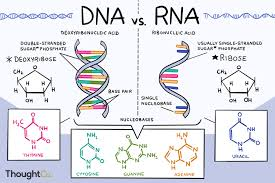 DNA vs. RNA
DEOXYRIBONUCLEIC ACID
RIBONUCLEIC ACID
DOUBLE-STRANDED
SUGAR PHOSPHATE
* DEOXYRIBOSE
USUALLY SINGLE-STRANDED
SUGAR PHOSPHATE
* RIBOSE
BASE PAIR
SINGLE
NUCLEOBASE
NUCLEOBASES
THYMINE
CYTOSINE
GUANINE
ADENINE
URACIL
ThoughtCo.